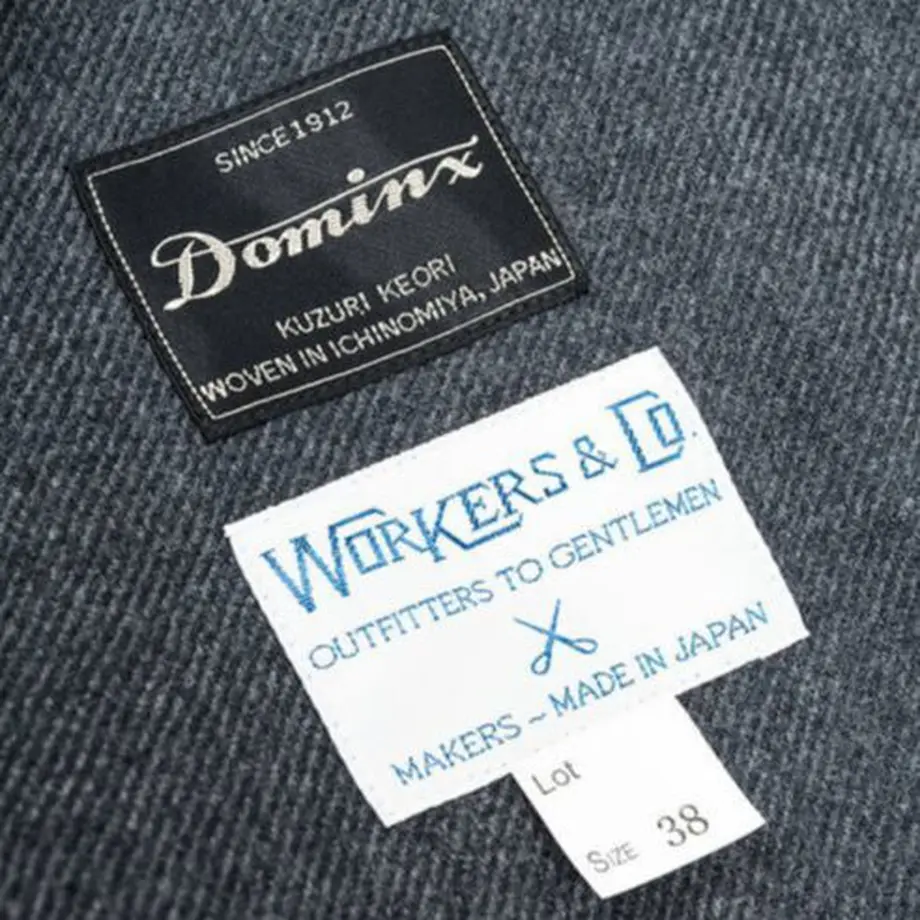 SINCE 1912
Dominx
KUZURI KEORI
WOVEN IN ICHINOMIYA, JAPAN
WORKERS & CO.
OUTFITTERS TO GENTLEMEN
MAKERS ~ MADE IN JAPAN
Lot
SIZE 38